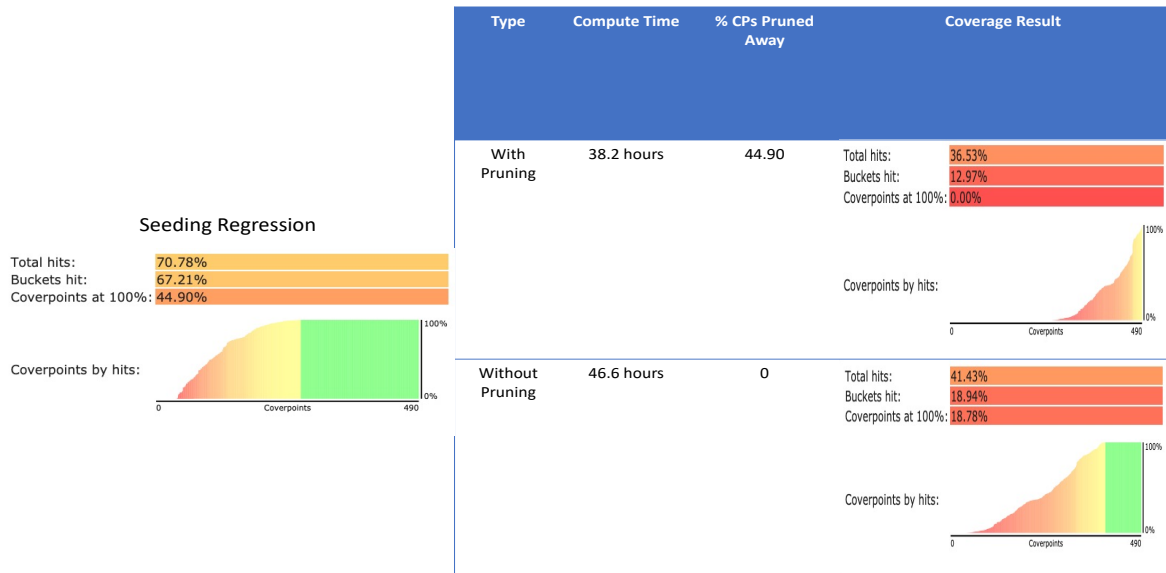 Seeding Regression
Total hits: 70.78%
Buckets hit: 67.21%
Coverpoints at 100%: 44.90%
Coverpoints by hits:
100%
0%
0 Coverpoints 490
Type Compute Time % CPs Pruned Away Coverage Result
With Pruning 38.2 hours 44.90
Total hits: 36.53%
Buckets hit: 12.97%
Coverpoints at 100%: 0.00%
100%
Coverpoints by hits:
0%
0 Coverpoints 490
Without Pruning 46.6 hours 0
Total hits: 41.43%
Buckets hit: 18.94%
Coverpoints at 100%: 18.78%
100%
Coverpoints by hits:
0%
0 Coverpoints 490